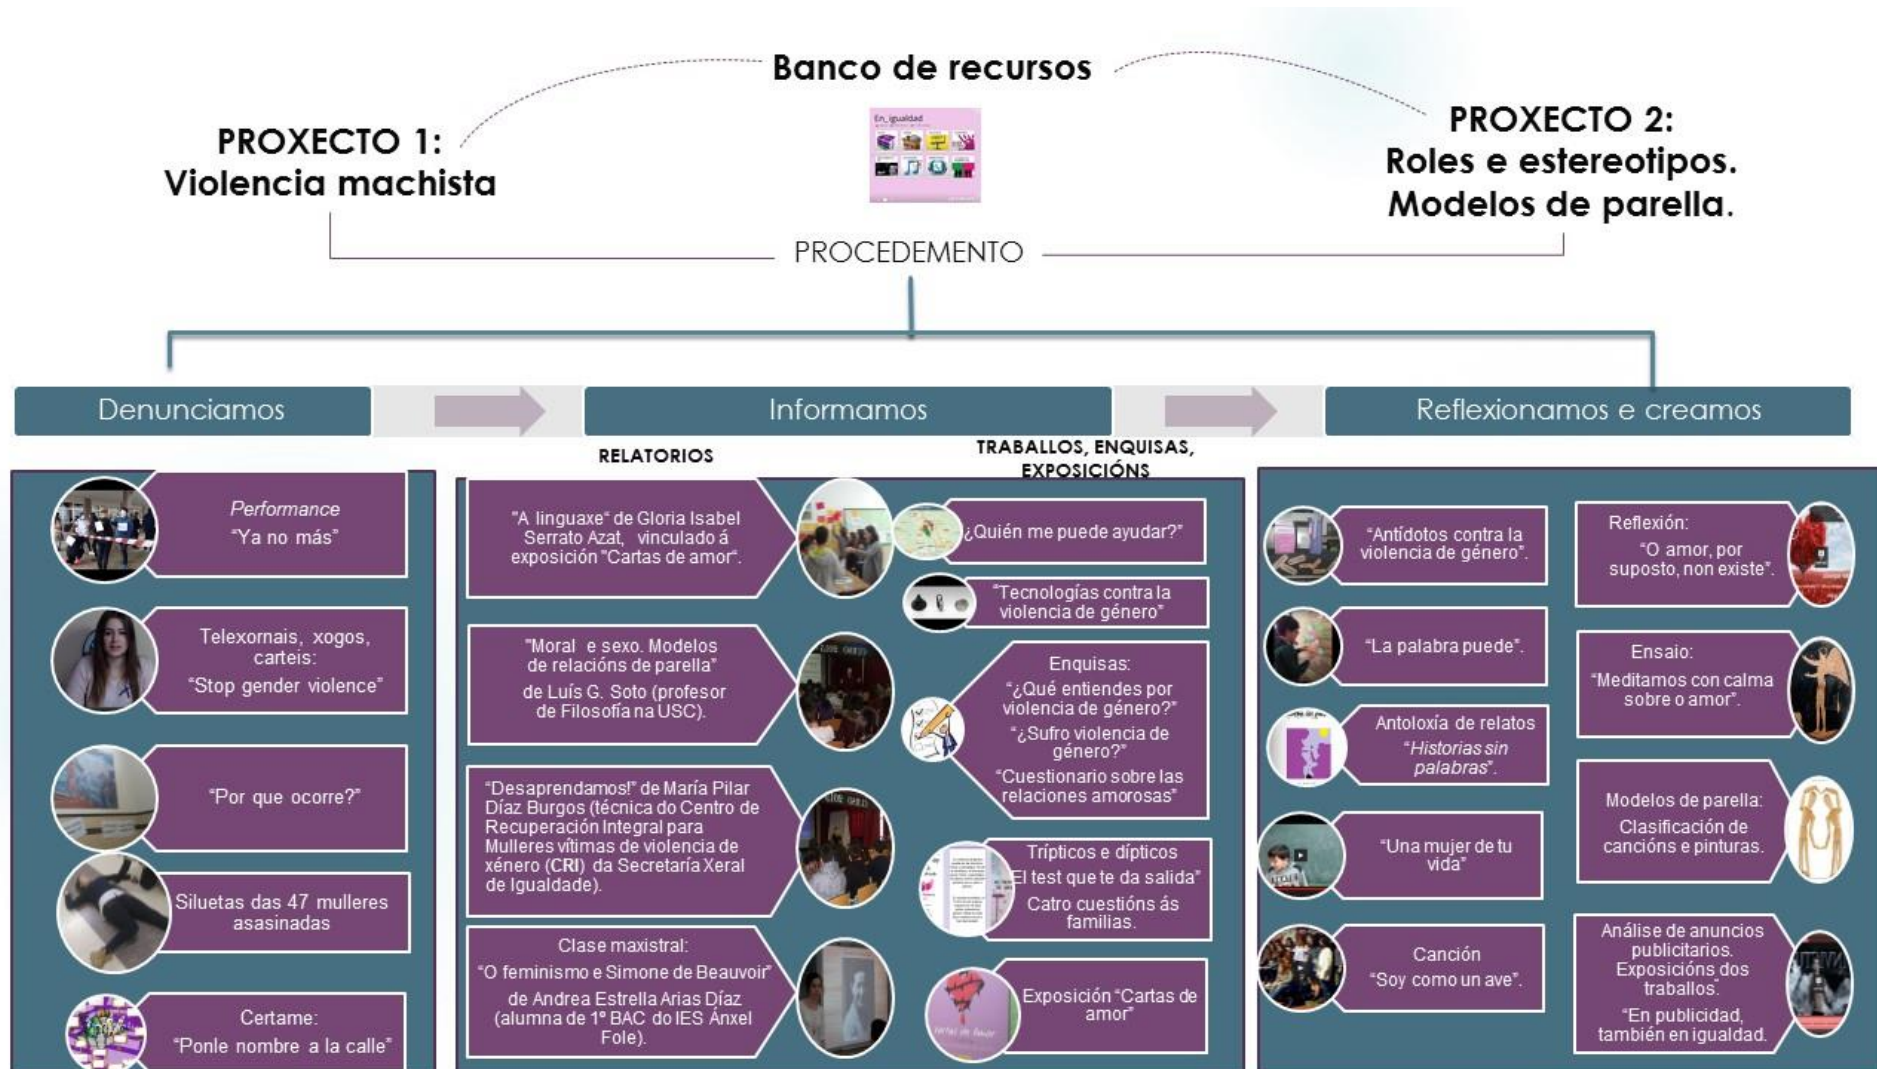 Banco de recursos
PROXECTO 1:
Violencia machista
En_igualdad
PROXECTO 2:
Roles e estereotipos.
Modelos de parella.
PROCEDEMENTO
Denunciamos
Informamos
Reflexionamos e creamos
Performance
“Ya no más”
Telexornais, xogos,
carteis:
“Stop gender violence”
“Por que ocorre?”
Siluetas das 47 mulleres
asasinadas
Certame:
“Ponle nombre a la calle”
RELATORIOS
"A linguaxe“ de Gloria Isabel
Serrato Azat, vinculado á
exposición "Cartas de amor“.
"Moral e sexo. Modelos
de relacións de parella”
de Luís G. Soto (profesor
de Filosofía na USC).
“Desaprendamos!” de María Pilar
Díaz Burgos (técnica do Centro de
Recuperación Integral para
Mulleres vítimas de violencia de
xénero (CRI) da Secretaría Xeral
de Igualdade).
Clase maxistral:
“O feminismo e Simone de Beauvoir”
de Andrea Estrella Arias Díaz
(alumna de 1º BAC do IES Ánxel
Fole).
TRABALLOS, ENQUISAS,
EXPOSICIÓNS
¿Quién me puede ayudar?”
“Tecnologías contra la
violencia de género”
Enquisas:
“¿Qué entiendes por
violencia de género?”
“¿Sufro violencia de
género?”
“Cuestionario sobre las
relaciones amorosas”
Trípticos e dípticos
El test que te da salida”
Catro cuestións ás
familias.
Exposición “Cartas de
amor”
“Antídotos contra la
violencia de género”.
“La palabra puede”.
Antoloxía de relatos
“Historias sin
palabras”.
“Una mujer de tu
vida”
Canción
“Soy como un ave”.
Reflexión:
“O amor, por
suposto, non existe”.
Ensaio:
“Meditamos con calma
sobre o amor”.
Modelos de parella:
Clasificación de
cancións e pinturas.
Análise de anuncios
publicitarios.
Exposicións dos
traballos”.
“En publicidad,
también en igualdad.